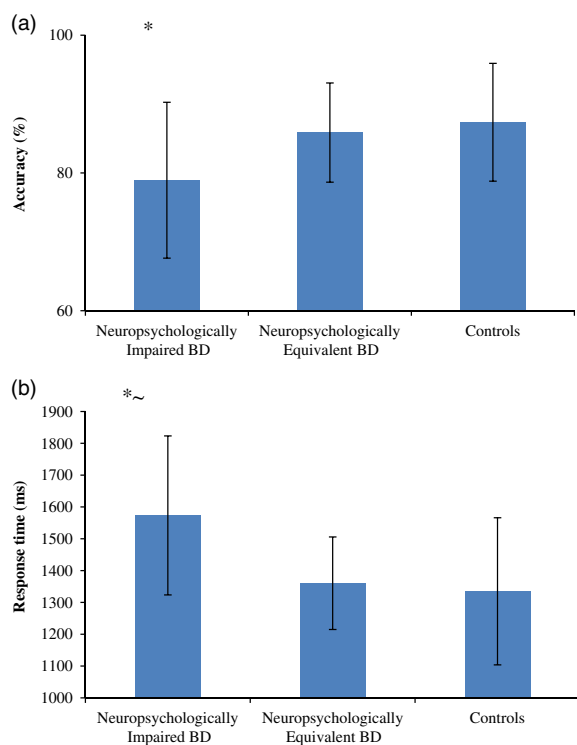 (a)
*
100
80
60
Accuracy (%)
Neuropsychologically
Impaired BD
Neuropsychologically
Equivalent BD
Controls
(b)
*~
1900
1800
1700
1600
1500
1400
1300
1200
1100
1000
Response time (ms)
Neuropsychologically
Impaired BD
Neuropsychologically
Equivalent BD
Controls